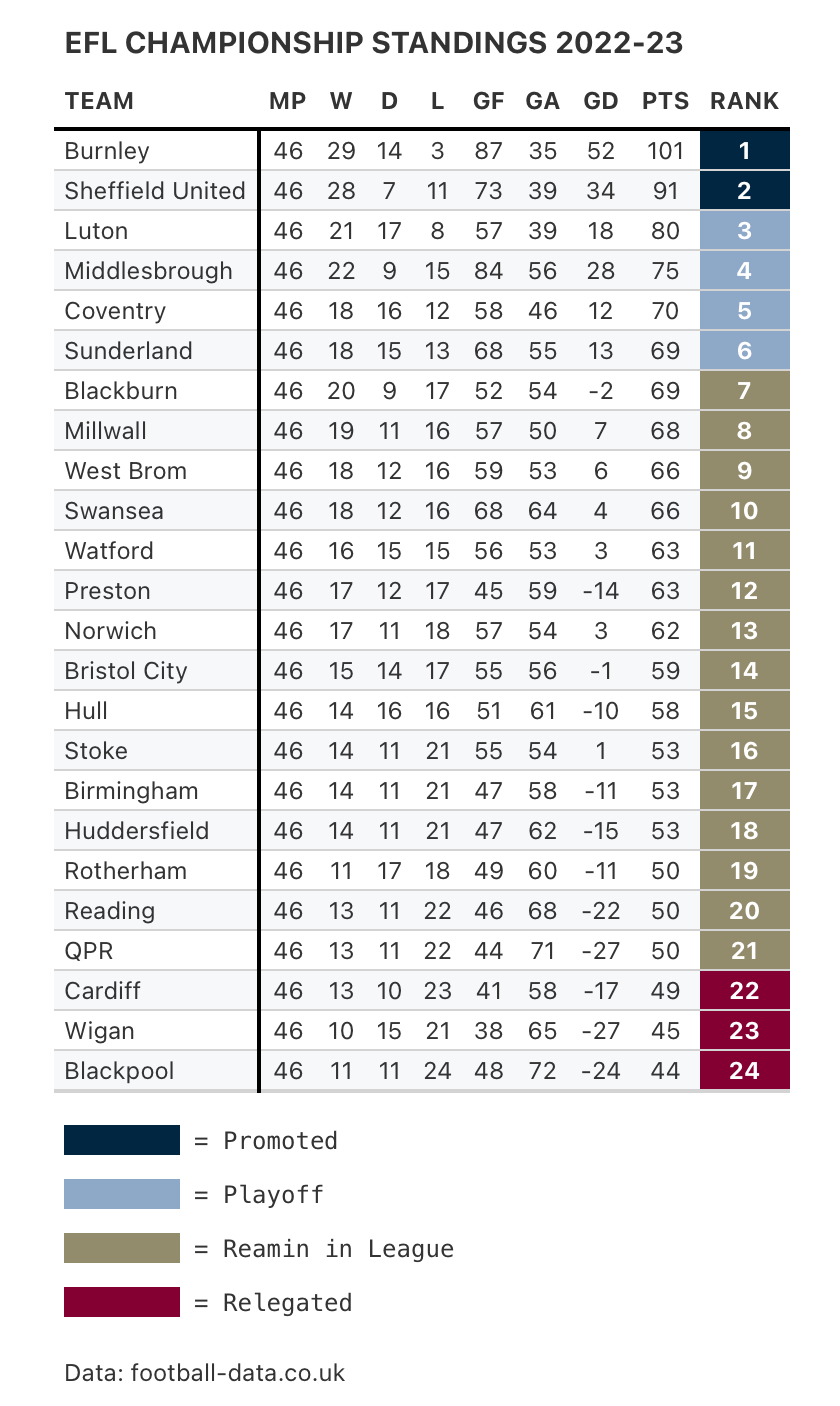 EFL CHAMPIONSHIP STANDINGS 2022-23
TEAM MP W D L GF GA GD PTS RANK
Burnley 46 29 14 3 87 35 52 101 1
Sheffield United 46 28 7 11 73 39 34 91 2
Luton 46 21 17 8 57 39 18 80 3
Middlesbrough 46 22 9 15 84 56 28 75 4
Coventry 46 18 16 12 58 46 12 70 5
Sunderland 46 18 15 13 68 55 13 69 6
Blackburn 46 20 9 17 52 54 -2 69 7
Millwall 46 19 11 16 57 50 7 68 8
West Brom 46 18 12 16 59 53 6 66 9
Swansea 46 18 12 16 68 64 4 66 10
Watford 46 16 15 15 56 53 3 63 11
Preston 46 17 12 17 45 59 -14 63 12
Norwich 46 17 11 18 57 54 3 62 13
Bristol City 46 15 14 17 55 56 -1 59 14
Hull 46 14 16 16 51 61 -10 58 15
Stoke 46 14 11 21 55 54 1 53 16
Birmingham 46 14 11 21 47 58 -11 53 17
Huddersfield 46 14 11 21 47 62 -15 53 18
Rotherham 46 11 17 18 49 60 -11 50 19
Reading 46 13 11 22 46 68 -22 50 20
QPR 46 13 11 22 44 71 -27 50 21
Cardiff 46 13 10 23 41 58 -17 49 22
Wigan 46 10 15 21 38 65 -27 45 23
Blackpool 46 11 11 24 48 72 -24 44 24
= Promoted
= Playoff
= Reamin in League
= Relegated
Data: football-data.co.uk